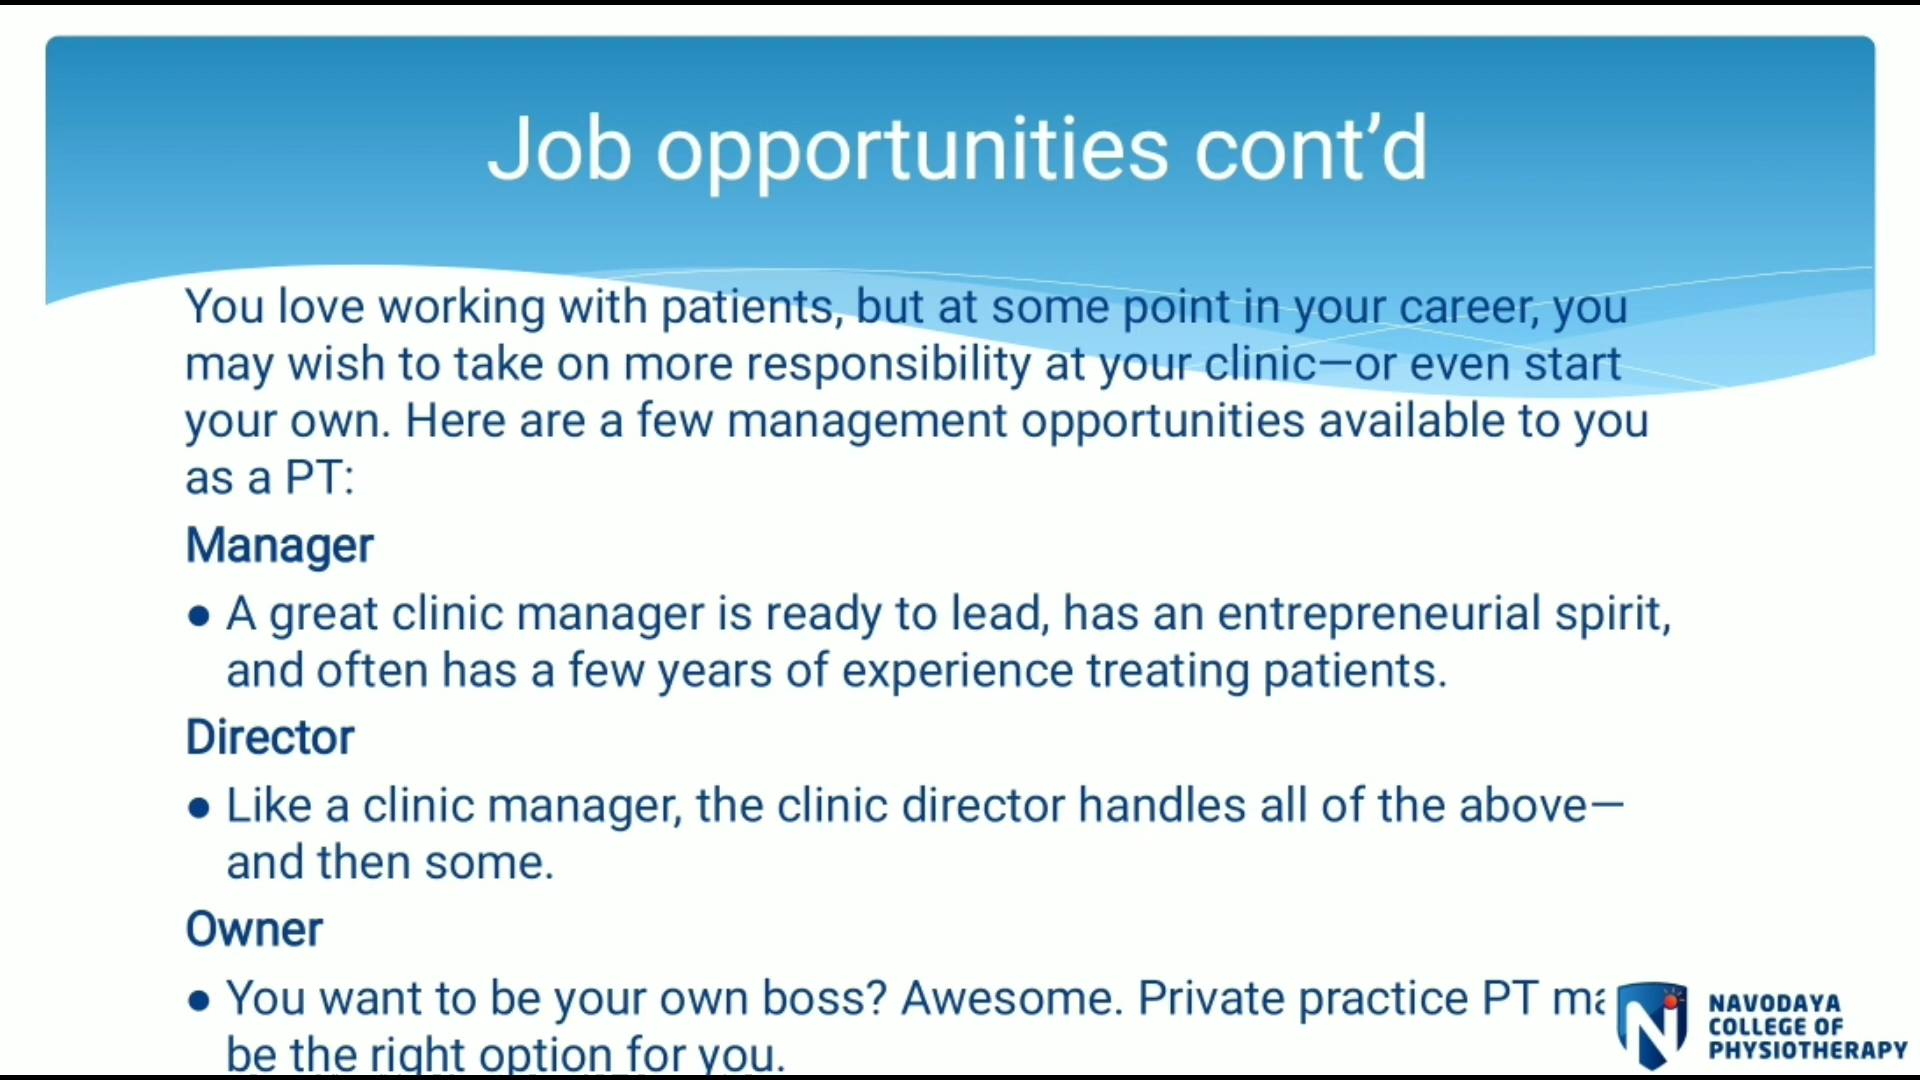 Job opportunities cont’d
You love working with patients, but at some point in your career, you
may wish to take on more responsibility at your clinic—or even start
your own. Here are a few management opportunities available to you
as a PT:
Manager
● A great clinic manager is ready to lead, has an entrepreneurial spirit,
and often has a few years of experience treating patients.
Director
● Like a clinic manager, the clinic director handles all of the above—
and then some.
Owner
● You want to be your own boss? Awesome. Private practice PT
be the right option for you.
NAVODAYA
COLLEGE OF
PHYSIOTHERAPY